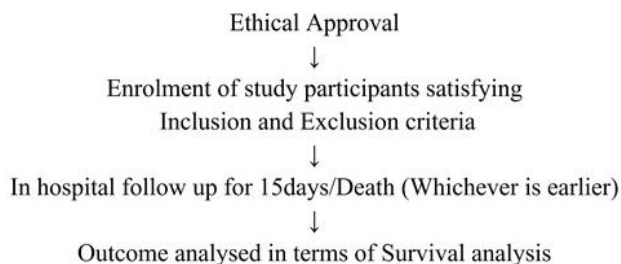 Ethical Approval
↓
Enrolment of study participants satisfying
Inclusion and Exclusion criteria
↓
In hospital follow up for 15days/Death (Whichever is earlier)
↓
Outcome analysed in terms of Survival analysis